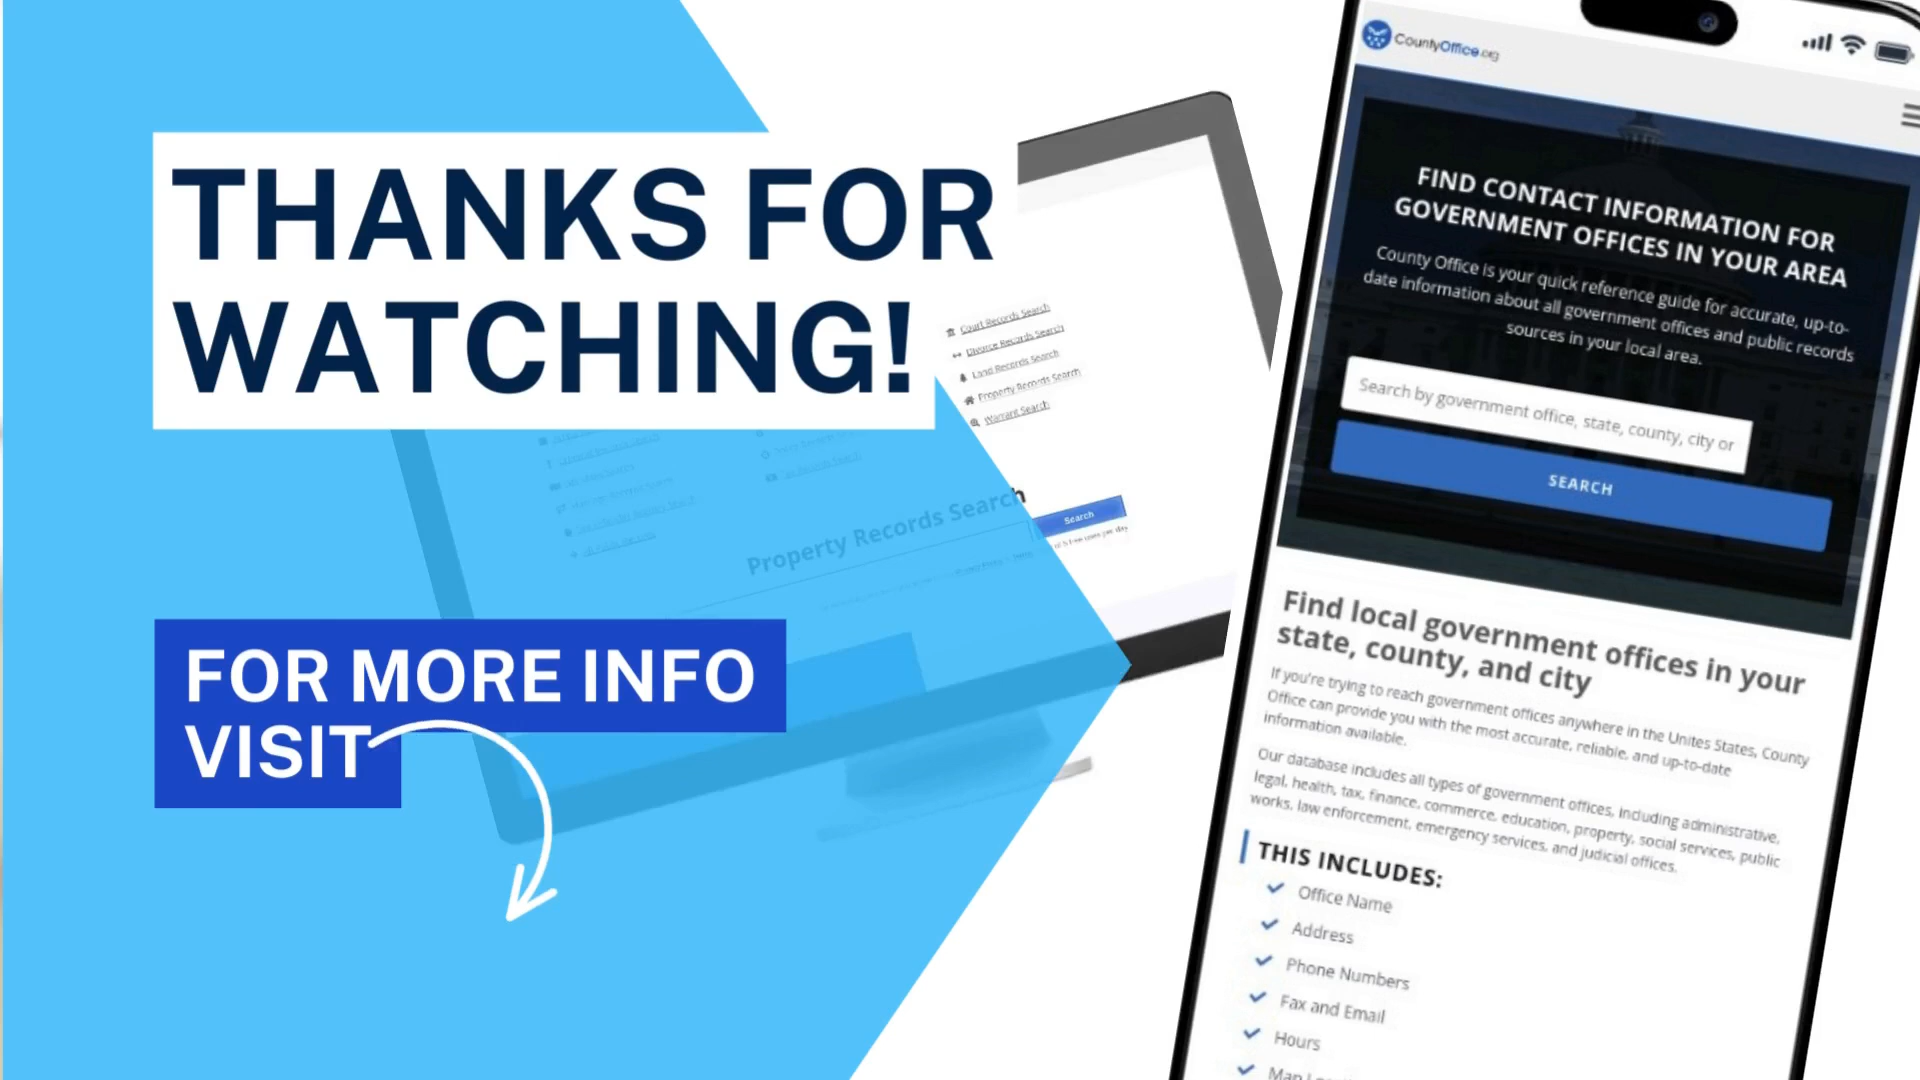 THANKS FOR
WATCHING!
FOR MORE INFO
VISIT
Court Records Search
Divorce Records Search
Land Records Search
Property Records Search
Warrant Search
Property Records Search
Search
CountyOffice.org
FIND CONTACT INFORMATION FOR
GOVERNMENT OFFICES IN YOUR AREA
County Office is your quick reference guide for accurate, up-to-
date information about all government offices and public records
sources in your local area.
Search by government office, state, county, city or
SEARCH
Find local government offices in your
state, county, and city
If you're trying to reach government offices anywhere in the Unites States, County
Office can provide you with the most accurate, reliable, and up-to-date
information available.
Our database includes all types of government offices, including administrative,
legal, health, tax, finance, commerce, education, property, social services, public
works, law enforcement, emergency services, and judicial offices.
THIS INCLUDES:
Office Name
Address
Phone Numbers
Fax and Email
Hours